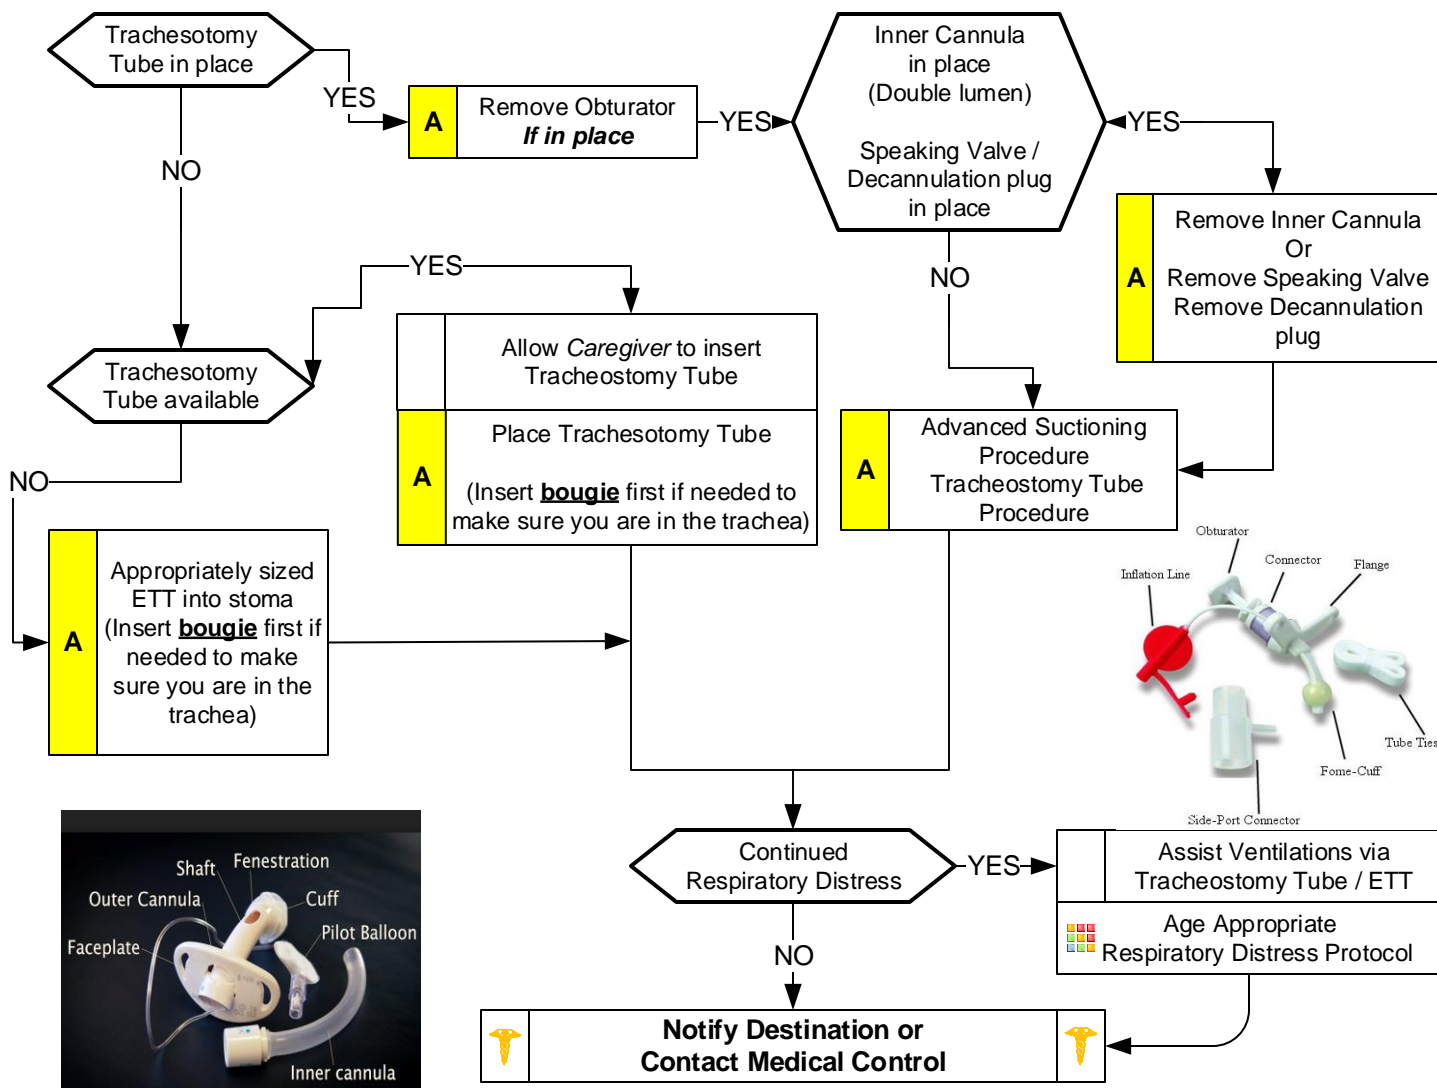 Trachesotomy
Tube in place
YES
A
Remove Obturator
If in place
YES
Inner Cannula
in place
(Double lumen)
Speaking Valve /
Decannulation plug
in place
YES
NO
A
Remove Inner Cannula
Or
Remove Speaking Valve
Remove Decannulation
plug
YES
NO
Trachesotomy
Tube available
Allow Caregiver to insert
Tracheostomy Tube
A
Place Trachesotomy Tube
(Insert bougie first if needed to
make sure you are in the trachea)
A
Advanced Suctioning
Procedure
Tracheostomy Tube
Procedure
NO
A
Appropriately sized
ETT into stoma
(Insert bougie first if
needed to make
sure you are in the
trachea)
Obturator
Connector
Flange
Inflation Line
Tube Ties
Fome-Cuff
Side-Port Connector
Continued
Respiratory Distress
YES
Assist Ventilations via
Tracheostomy Tube / ETT
Age Appropriate
Respiratory Distress Protocol
NO
Notify Destination or
Contact Medical Control
Fenestration
Shaft
Cuff
Outer Cannula
Pilot Balloon
Faceplate
Inner cannula